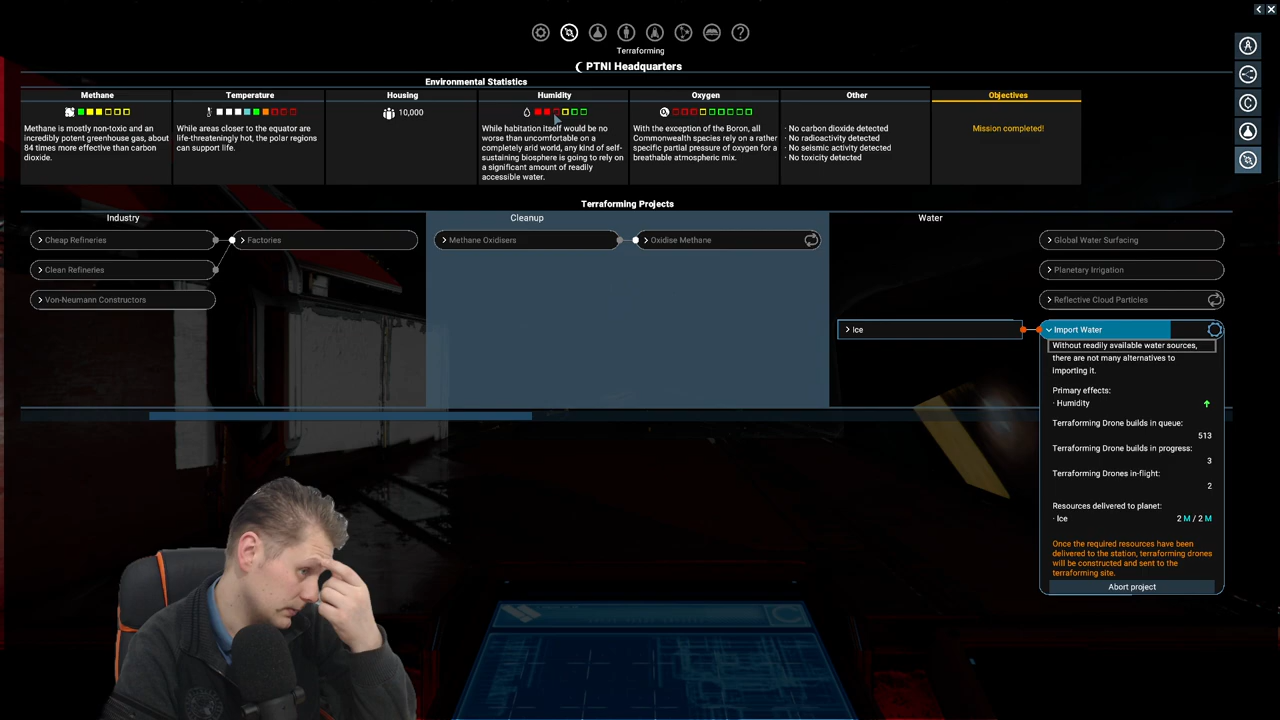 Terraforming
PTNI Headquarters
Environmental Statistics
Methane
Methane is mostly non-toxic and an
incredibly potent greenhouse gas, about
84 times more effective than carbon
dioxide.
Temperature
While areas closer to the equator are
life-threateningly hot, the polar regions
can support life.
Housing
10,000
Humidity
While habitation itself would be no
worse than uncomfortable on a
completely arid world, any kind of self-
sustaining biosphere is going to rely on
a significant amount of readily
accessible water.
Oxygen
With the exception of the Boron, all
Commonwealth species rely on a rather
specific partial pressure of oxygen for a
breathable atmospheric mix.
Other
· No carbon dioxide detected
· No radioactivity detected
· No seismic activity detected
· No toxicity detected
Objectives
Mission completed!
Terraforming Projects
Industry
Cheap Refineries
Factories
Clean Refineries
Von-Neumann Constructors
Cleanup
Methane Oxidisers
Oxidise Methane
Water
Global Water Surfacing
Planetary Irrigation
Reflective Cloud Particles
Ice
Import Water
Without readily available water sources,
there are not many alternatives to
importing it.
Primary effects:
· Humidity
Terraforming Drone builds in queue:
513
Terraforming Drone builds in progress:
3
Terraforming Drones in-flight:
2
Resources delivered to planet:
· Ice 2 M / 2 M
Once the required resources have been
delivered to the station, terraforming drones
will be constructed and sent to the
terraforming site.
Abort project